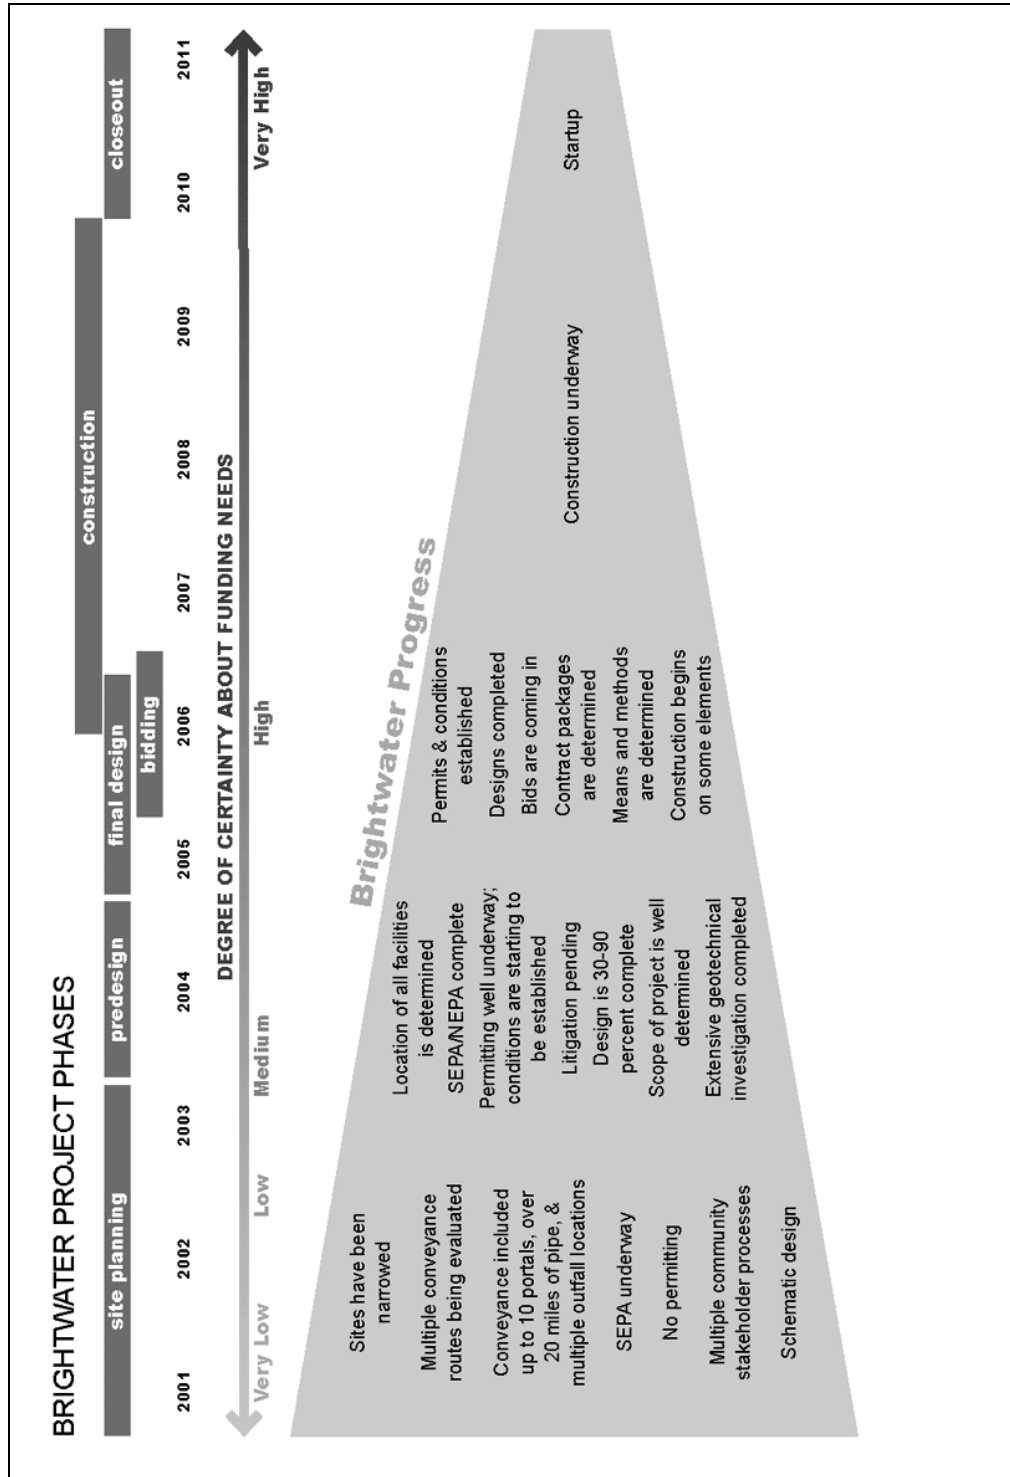 BRIGHTWATER PROJECT PHASES
construction
site planning
predesign
final design
closeout
bidding
2001
2002
2003
2004
2005
2006
2007
2008
2009
2010
2011
DEGREE OF CERTAINTY ABOUT FUNDING NEEDS
Very Low
Low
Medium
High
Very High
Brightwater Progress
Sites have been
narrowed
Multiple conveyance
routes being evaluated
Conveyance included
up to 10 portals, over
20 miles of pipe, &
multiple outfall locations
SEPA underway
No permitting
Multiple community
stakeholder processes
Schematic design
Location of all facilities
is determined
SEPA/NEPA complete
Permitting well underway;
conditions are starting to
be established
Litigation pending
Design is 30-90
percent complete
Scope of project is well
determined
Extensive geotechnical
investigation completed
Permits & conditions
established
Designs completed
Bids are coming in
Contract packages
are determined
Means and methods
are determined
Construction begins
on some elements
Construction underway
Startup